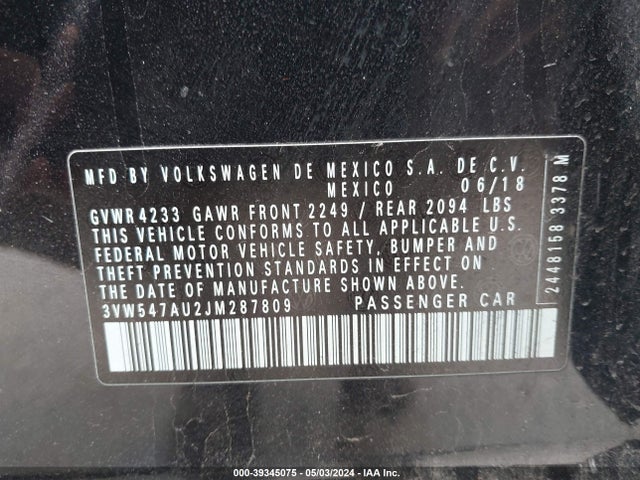 MFD BY VOLKSWAGEN DE MEXICO S.A. DE C.V.
MEXICO 06/18
GVWR 4233 GAWR FRONT 2249 / REAR 2094 LBS
THIS VEHICLE CONFORMS TO ALL APPLICABLE
FEDERAL MOTOR VEHICLE SAFETY, BUMPER AND
THEFT PREVENTION STANDARDS IN EFFECT ON
THE DATE OF MANUFACTURE SHOWN ABOVE.
3VW547AU2JM287809 PASSENGER CAR
2448158 3378 M
000-39345075 - 05/03/2024 - IAA Inc.